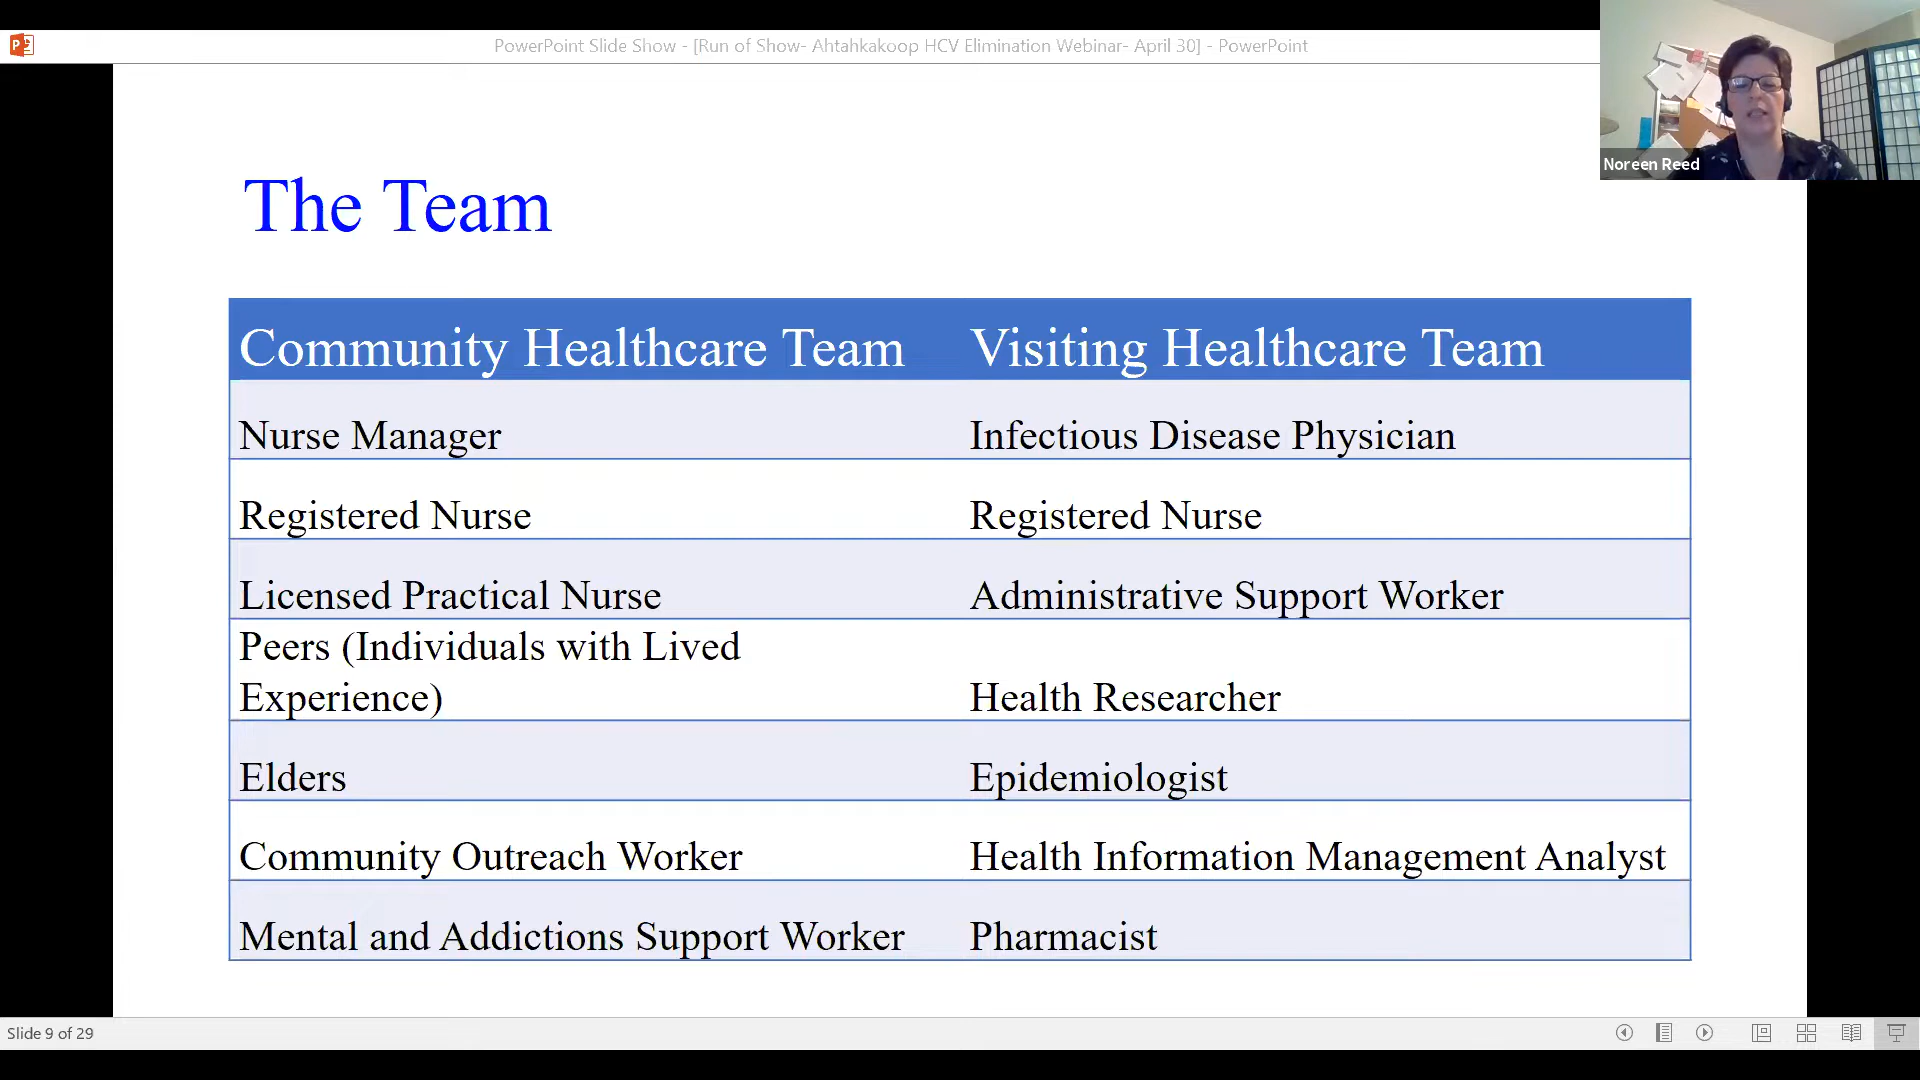 PowerPoint Slide Show - [Run of Show- Ahtahkakoop HCV Elimination Webinar- April 30] - PowerPoint
Noreen Reed
The Team
Community Healthcare Team Visiting Healthcare Team
Nurse Manager Infectious Disease Physician
Registered Nurse Registered Nurse
Licensed Practical Nurse Administrative Support Worker
Peers (Individuals with Lived
Experience) Health Researcher
Elders Epidemiologist
Community Outreach Worker Health Information Management Analyst
Mental and Addictions Support Worker Pharmacist
Slide 9 of 29